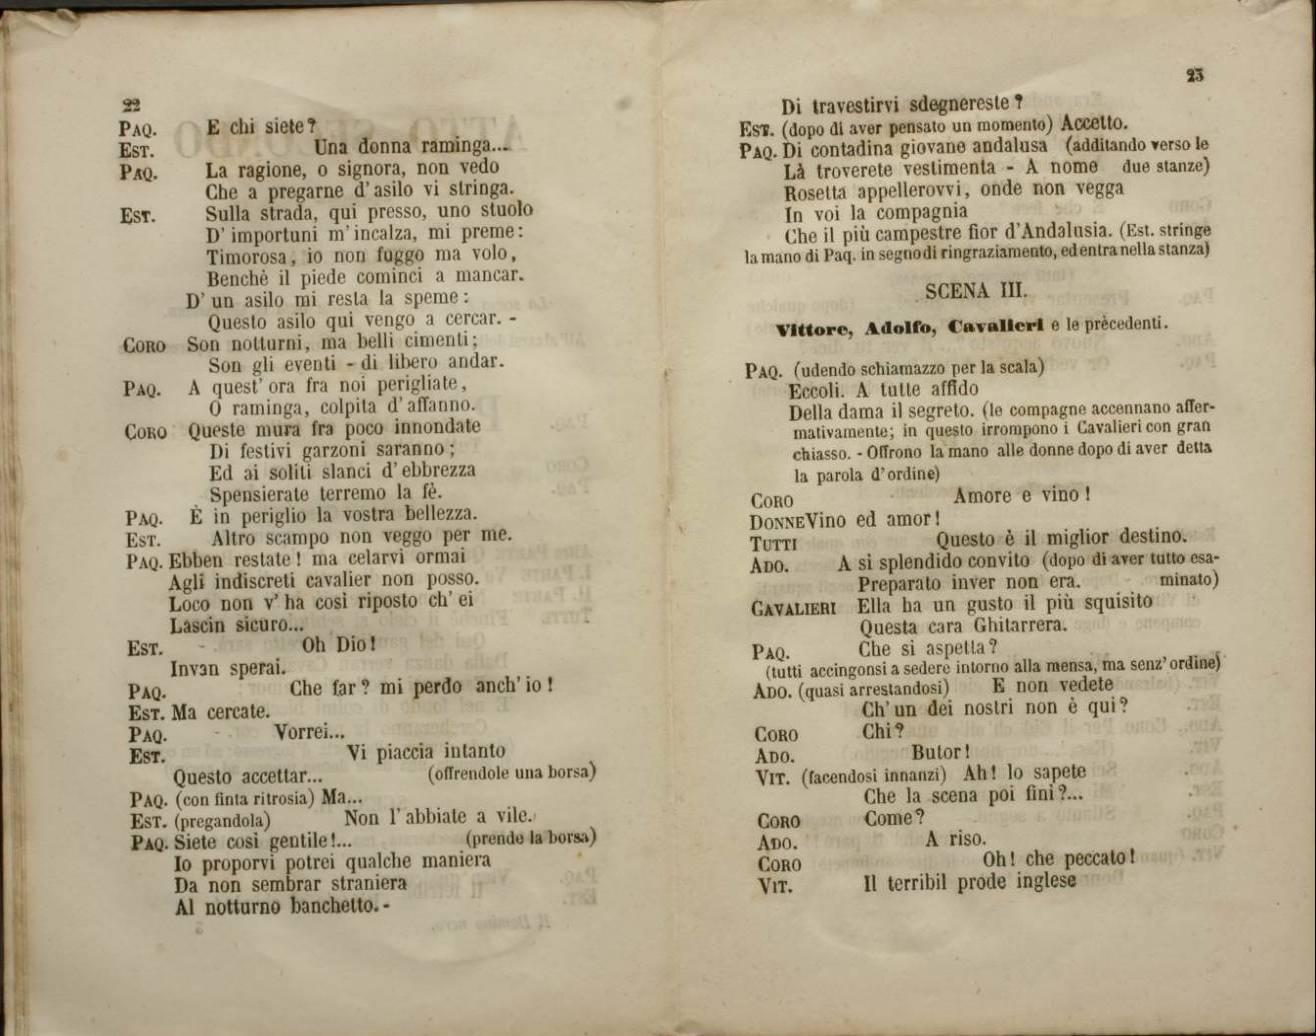 22
PAQ. E chi siete?
EST. Una donna raminga...
PAQ. La ragione, o signora, non vedo
Che a pregarne d'asilo vi stringa.
EST. Sulla strada, qui presso, uno stuolo
D'importuni m'incalza, mi preme:
Timorosa, io non fuggo ma volo,
Benchè il piede cominci a mancar.
D'un asilo mi resta la speme:
Questo asilo qui vengo a cercar. -
CORO Son notturni, ma belli cimenti;
Son gli eventi - di libero andar.
PAQ. A quest'ora fra noi perigliate,
O raminga, colpita d'affanno.
CORO Queste mura fra poco innondate
Di festivi garzoni saranno;
Ed ai soliti slanci d'ebbrezza
Spensierate terremo la fè.
PAQ. È in periglio la vostra bellezza.
EST. Altro scampo non veggo per me.
PAQ. Ebben restate! ma celarvi ormai
Agli indiscreti cavalier non posso.
Loco non v'ha così riposto ch'ei
Lascin sicuro...
EST. Oh Dio!
Invan sperai.
PAQ. Che far? mi perdo anch'io!
EST. Ma cercate.
PAQ. Vorrei...
EST. Vi piaccia intanto
Questo accettar... (offrendole una borsa)
PAQ. (con finta ritrosia) Ma...
EST. (pregandola) Non l'abbiate a vile.
PAQ. Siete così gentile!... (prende la borsa)
Io proporvi potrei qualche maniera
Da non sembrar straniera
Al notturno banchetto. -
23
Di travestirvi sdegnereste?
EST. (dopo di aver pensato un momento) Accetto.
PAQ. Di contadina giovane andalusa (additando verso le
Là troverete vestimenta - A nome due stanze)
Rosetta appellerovvi, onde non vegga
In voi la compagnia
Che il più campestre fior d'Andalusia. (Est. stringe
la mano di Paq. in segno di ringraziamento, ed entra nella stanza)
SCENA III.
Vittore, Adolfo, Cavalieri e le prècedenti.
PAQ. (udendo schiamazzo per la scala)
Eccoli. A tutte affido
Della dama il segreto. (le compagne accennano affer-
mativamente; in questo irrompono i Cavalieri con gran
chiasso. - Offrono la mano alle donne dopo di aver detta
la parola d'ordine)
CORO Amore e vino!
DONNE Vino ed amor!
TUTTI Questo è il miglior destino.
ADO. A sì splendido convito (dopo di aver tutto esa-
Preparato inver non era. minato)
CAVALIERI Ella ha un gusto il più squisito
Questa cara Ghitarrera.
PAQ. Che si aspetta?
(tutti accingonsi a sedere intorno alla mensa, ma senz'ordine)
ADO. (quasi arrestandosi) E non vedete
Ch'un dei nostri non è qui?
CORO Chi?
ADO. Butor!
VIT. (facendosi innanzi) Ah! lo sapete
Che la scena poi finì?...
CORO Come?
ADO. A riso.
CORO Oh! che peccato!
VIT. Il terribil prode inglese